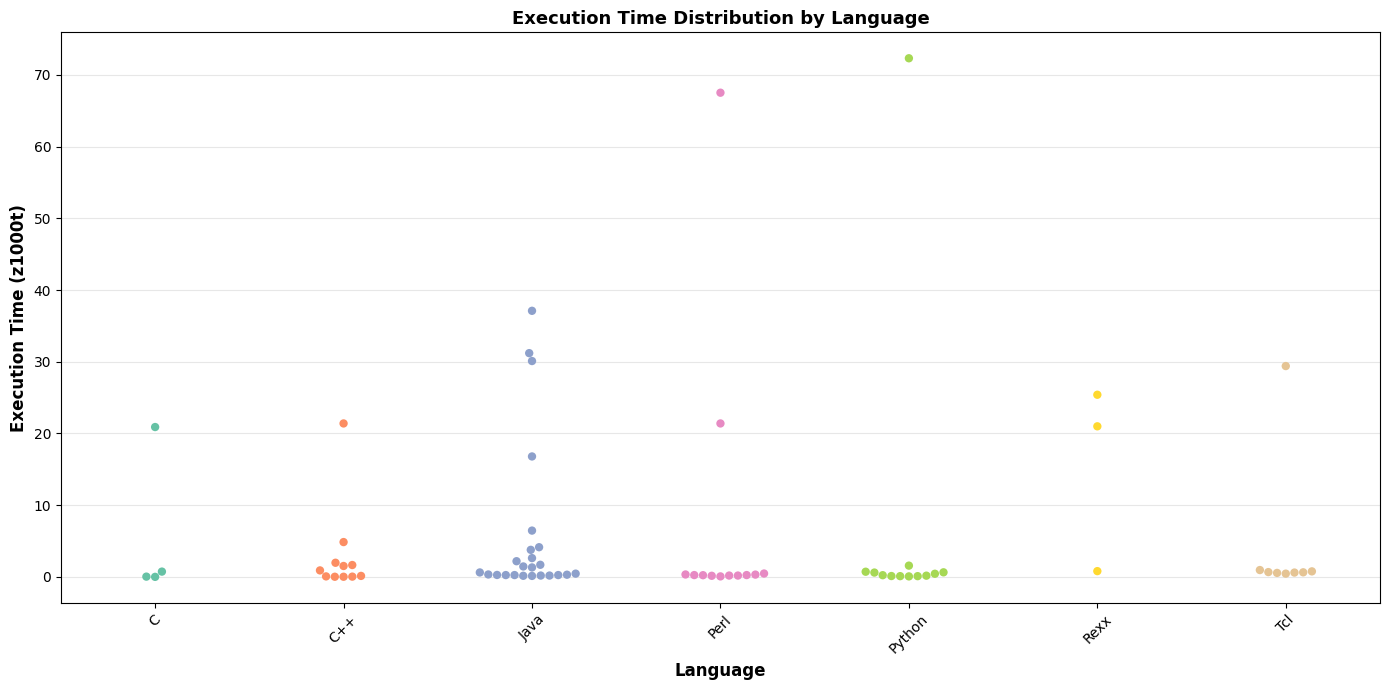 Execution Time Distribution by Language
Execution Time (z1000t)
70
60
50
40
30
20
10
0
C
C++
Java
Perl
Python
Rexx
Tcl
Language